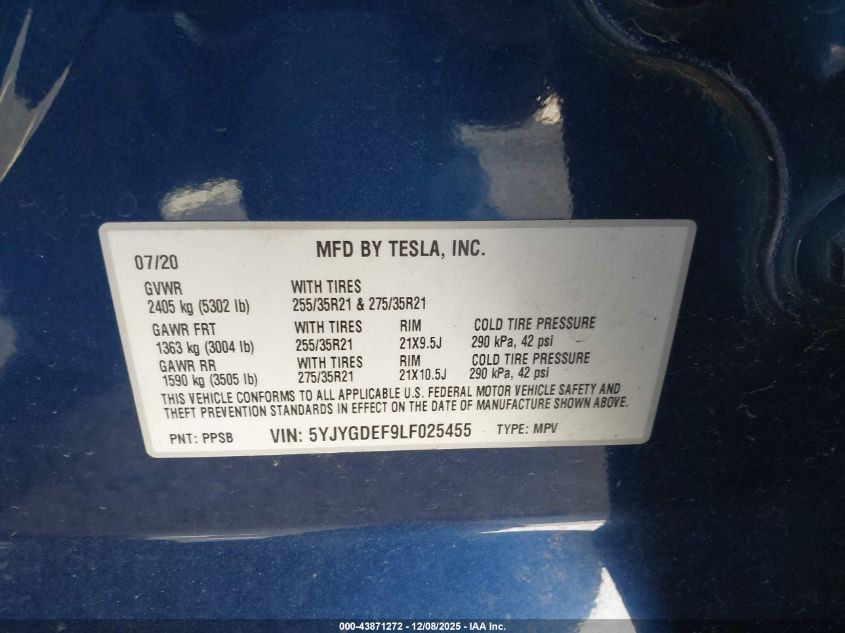 07/20 MFD BY TESLA, INC.
GVWR WITH TIRES
2405 kg (5302 lb) 255/35R21 & 275/35R21
GAWR FRT WITH TIRES RIM COLD TIRE PRESSURE
1363 kg (3004 lb) 255/35R21 21X9.5J 290 kPa, 42 psi
GAWR RR WITH TIRES RIM COLD TIRE PRESSURE
1590 kg (3505 lb) 275/35R21 21X10.5J 290 kPa, 42 psi
THIS VEHICLE CONFORMS TO ALL APPLICABLE U.S. FEDERAL MOTOR VEHICLE SAFETY AND
THEFT PREVENTION STANDARDS IN EFFECT ON THE DATE OF MANUFACTURE SHOWN ABOVE.
PNT: PPSB VIN: 5YJYGDEF9LF025455 TYPE: MPV
000-43871272 - 12/08/2025 - IAA Inc.